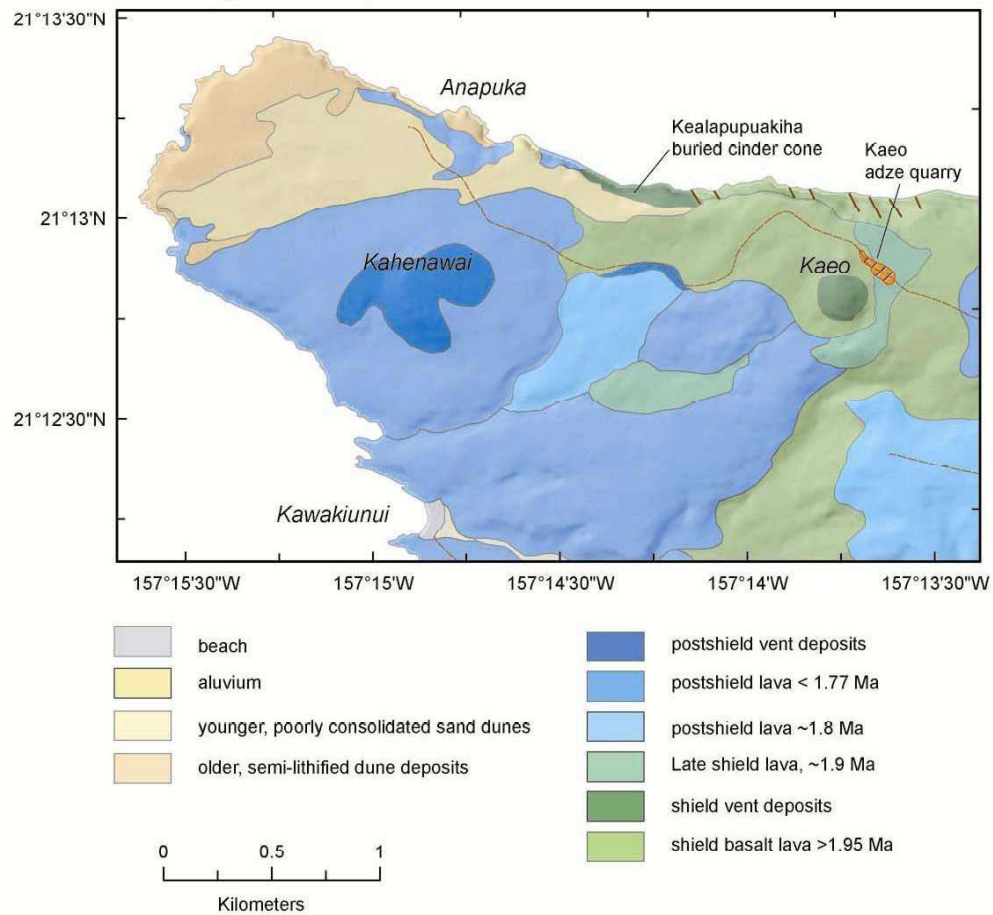 21°13'30"N
Anapuka
Kealapupuakiha
buried cinder cone
Kaeo
adze quarry
21°13'N
Kahenawai
Kaeo
21°12'30"N
Kawakiunui
157°15'30"W
157°15'W
157°14'30"W
157°14'W
157°13'30"W
beach
aluvium
younger, poorly consolidated sand dunes
older, semi-lithified dune deposits
postshield vent deposits
postshield lava < 1.77 Ma
postshield lava ~1.8 Ma
Late shield lava, ~1.9 Ma
shield vent deposits
shield basalt lava >1.95 Ma
0
0.5
1
Kilometers